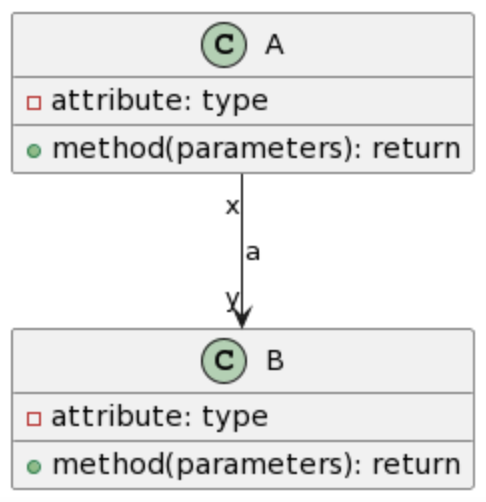 C A
attribute: type
method(parameters): return
x
a
y
C B
attribute: type
method(parameters): return